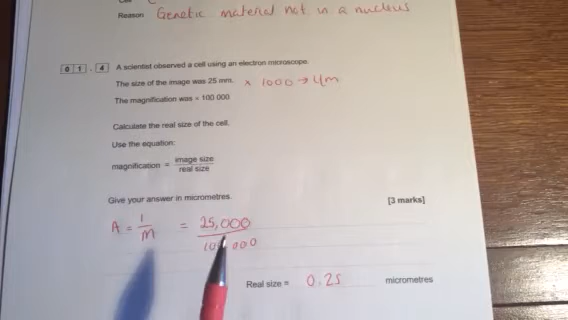 Cell C
Reason Genetic material not in a nucleus
0 1 . 4 A scientist observed a cell using an electron microscope.
The size of the image was 25 mm. × 1000 → μm
The magnification was × 100 000
Calculate the real size of the cell.
Use the equation:
magnification = image size / real size
Give your answer in micrometres.
[3 marks]
A = I / M = 25,000 / 100 000
Real size = 0.25 micrometres